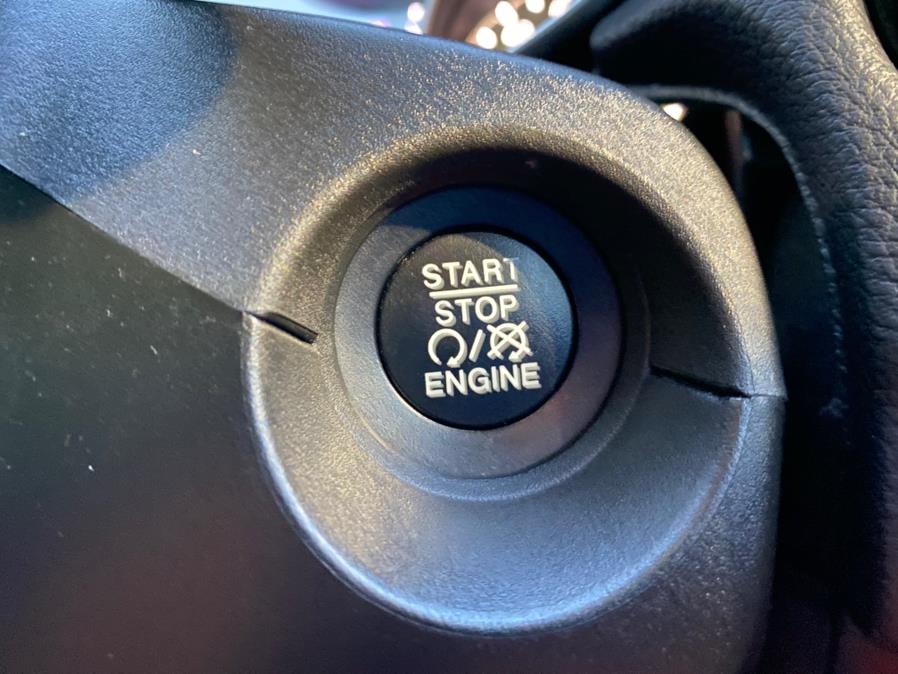 START
STOP
/
ENGINE